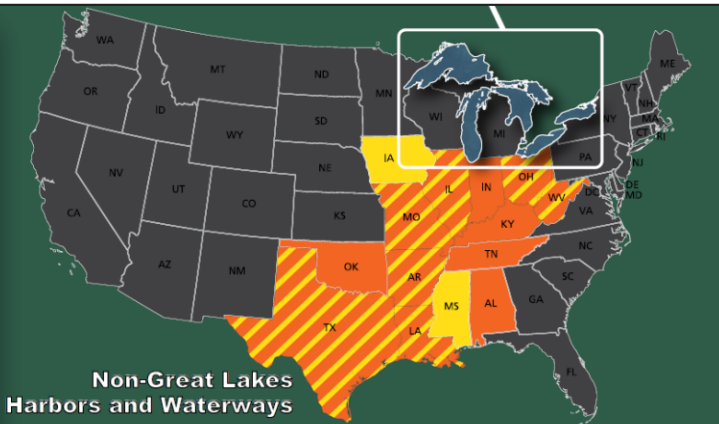 WA
ME
MT
ND
VT
MN
OR
NH
ID
WI
NY
MA
SD
MI
CT
RI
WY
IA
PA
NJ
NE
OH
NV
IL
IN
DE
UT
DC
MD
WV
CO
VA
CA
KS
MO
KY
NC
TN
AZ
NM
OK
AR
SC
MS
AL
GA
TX
LA
FL
Non-Great Lakes
Harbors and Waterways